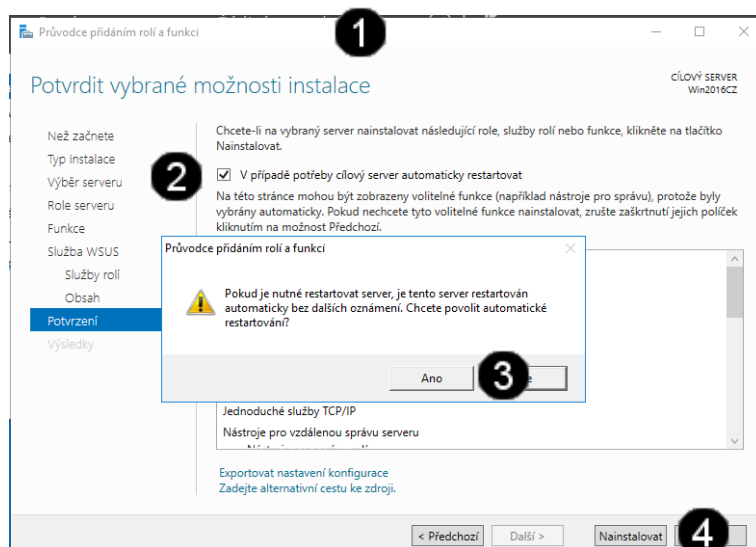 Průvodce přidáním rolí a funkcí
1
Potvrdit vybrané možnosti instalace
CÍLOVÝ SERVER
Win2016CZ
Než začnete
Typ instalace
Výběr serveru
Role serveru
Funkce
Služba WSUS
Služby rolí
Obsah
Potvrzení
Výsledky
Chcete-li na vybraný server nainstalovat následující role, služby rolí nebo funkce, klikněte na tlačítko
Nainstalovat.
2
V případě potřeby cílový server automaticky restartovat
Na této stránce mohou být zobrazeny volitelné funkce (například nástroje pro správu), protože byly
vybrány automaticky. Pokud nechcete tyto volitelné funkce nainstalovat, zrušte zaškrtnutí jejich políček
kliknutím na možnost Předchozí.
Průvodce přidáním rolí a funkcí
Pokud je nutné restartovat server, je tento server restartován
automaticky bez dalších oznámení. Chcete povolit automatické
restartování?
Ano
3
Jednoduché služby TCP/IP
Nástroje pro vzdálenou správu serveru
Exportovat nastavení konfigurace
Zadejte alternativní cestu ke zdroji.
< Předchozí
Další >
Nainstalovat
4